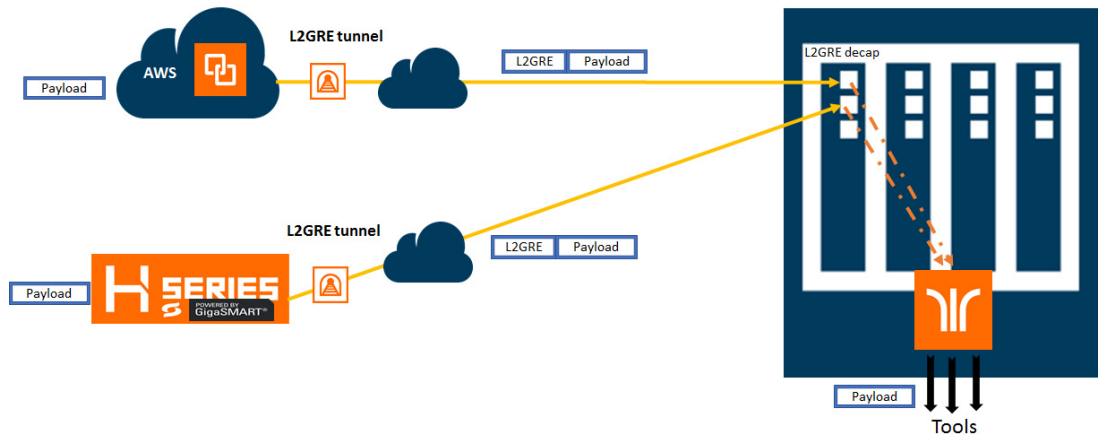 L2GRE tunnel
L2GRE decap
AWS
L2GRE Payload
Payload
L2GRE tunnel
L2GRE Payload
Payload
H SERIES
POWERED BY
GigaSMART®
Payload
Tools